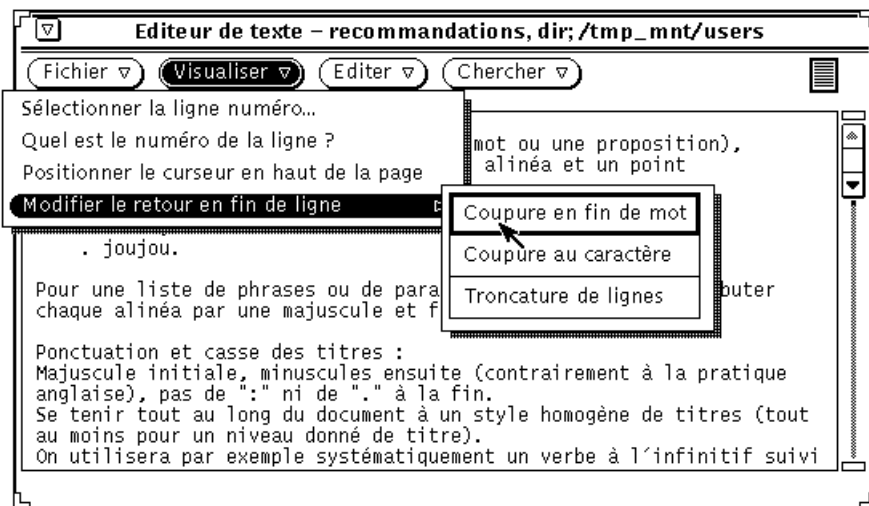 Editeur de texte – recommandations, dir; /tmp_mnt/users
Fichier Visualiser Editer Chercher
Sélectionner la ligne numéro...
Quel est le numéro de la ligne ?
Positionner le curseur en haut de la page
Modifier le retour en fin de ligne
Coupure en fin de mot
Coupure au caractère
Troncature de lignes
mot ou une proposition),
alinéa et un point
. joujou.
Pour une liste de phrases ou de para
chaque alinéa par une majuscule et f
Ponctuation et casse des titres :
Majuscule initiale, minuscules ensuite (contrairement à la pratique
anglaise), pas de ":" ni de "." à la fin.
Se tenir tout au long du document à un style homogène de titres (tout
au moins pour un niveau donné de titre).
On utilisera par exemple systématiquement un verbe à l´infinitif suivi